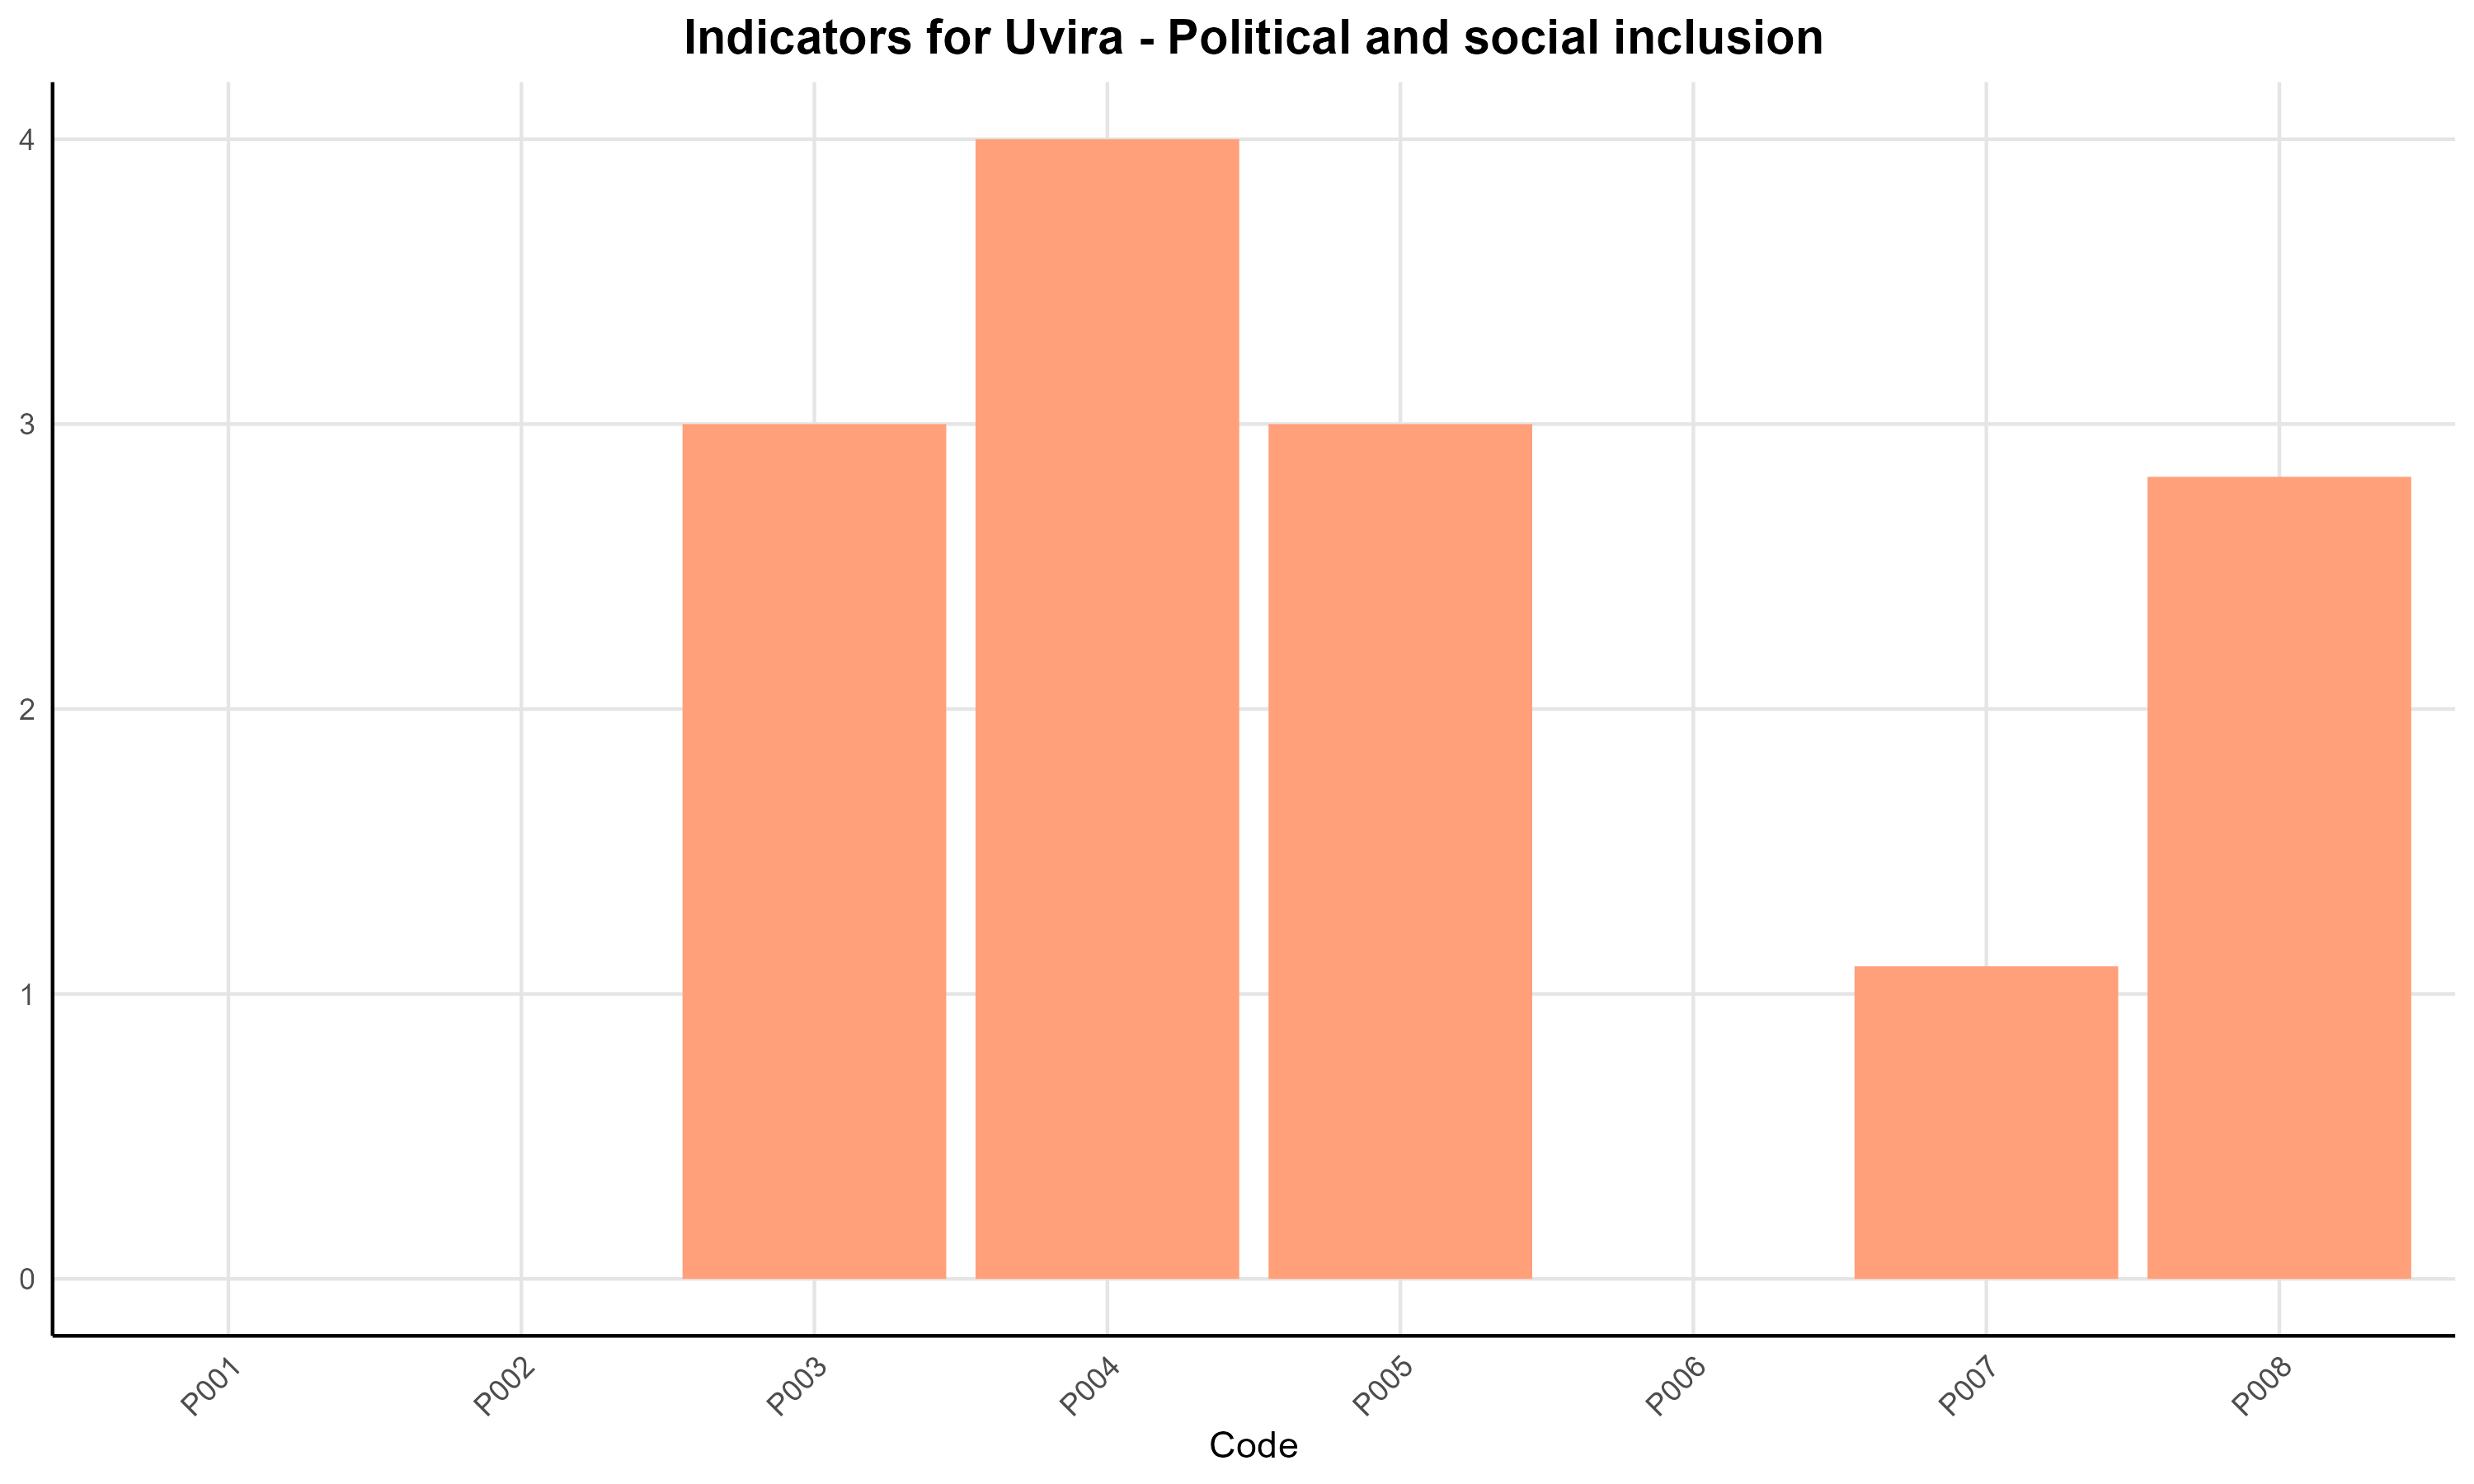 Indicators for Uvira - Political and social inclusion
4
3
2
1
0
P001 P002 P003 P004 P005 P006 P007 P008
Code